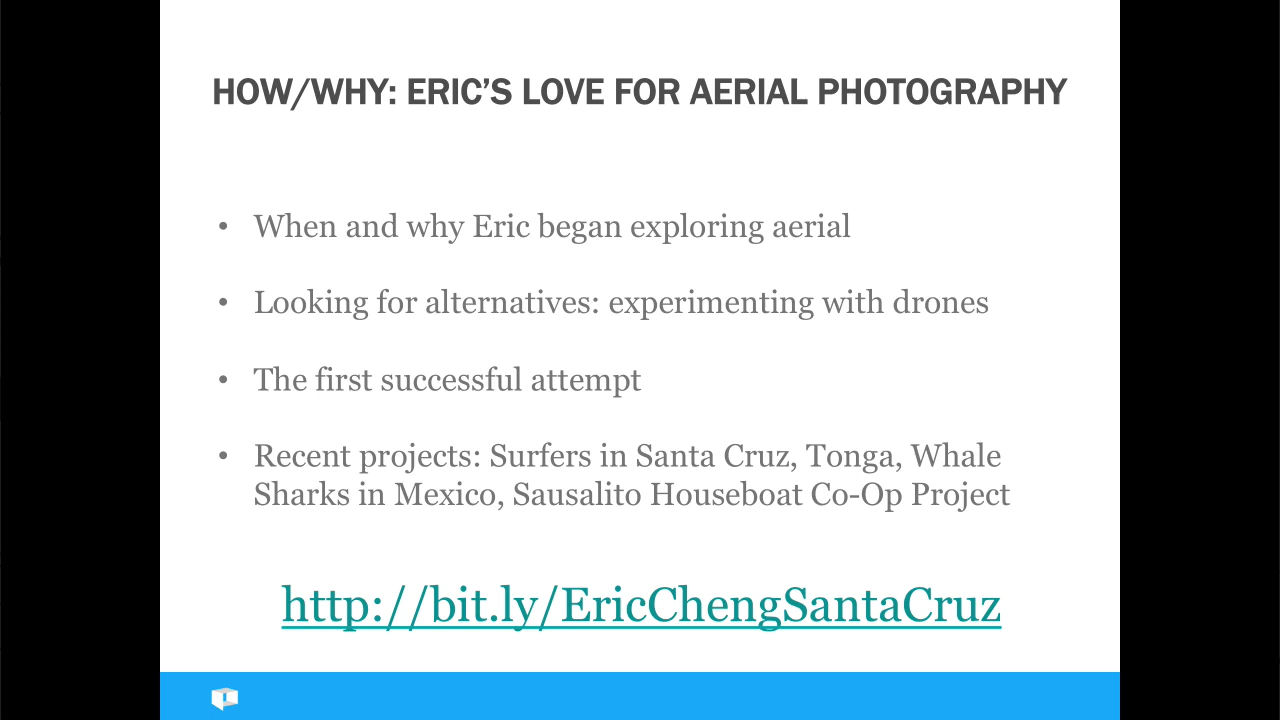 HOW/WHY: ERIC’S LOVE FOR AERIAL PHOTOGRAPHY
• When and why Eric began exploring aerial
• Looking for alternatives: experimenting with drones
• The first successful attempt
• Recent projects: Surfers in Santa Cruz, Tonga, Whale
Sharks in Mexico, Sausalito Houseboat Co-Op Project
http://bit.ly/EricChengSantaCruz